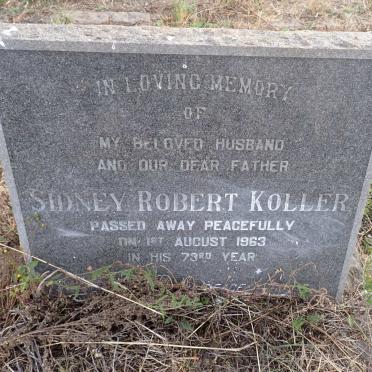 IN LOVING MEMORY
OF
MY BELOVED HUSBAND
AND OUR DEAR FATHER
SIDNEY ROBERT KOLLER
PASSED AWAY PEACEFULLY
ON 1ST AUGUST 1963
IN HIS 73RD YEAR